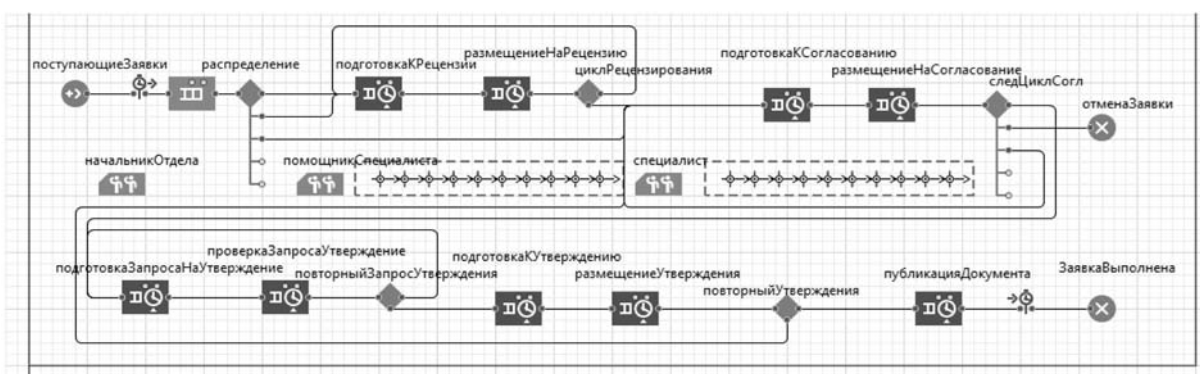 поступающиеЗаявки
распределение
подготовкаКРецензии
размещениеНаРецензию
циклРецензирования
подготовкаКСогласованию
размещениеНаСогласование
следЦиклСогл
отменаЗаявки
начальникОтдела
помощникСпециалиста
специалист
подготовкаЗапросаНаУтверждение
проверкаЗапросаУтверждение
повторныйЗапросУтверждения
подготовкаКУтверждению
размещениеУтверждения
повторныйУтверждения
публикацияДокумента
ЗаявкаВыполнена